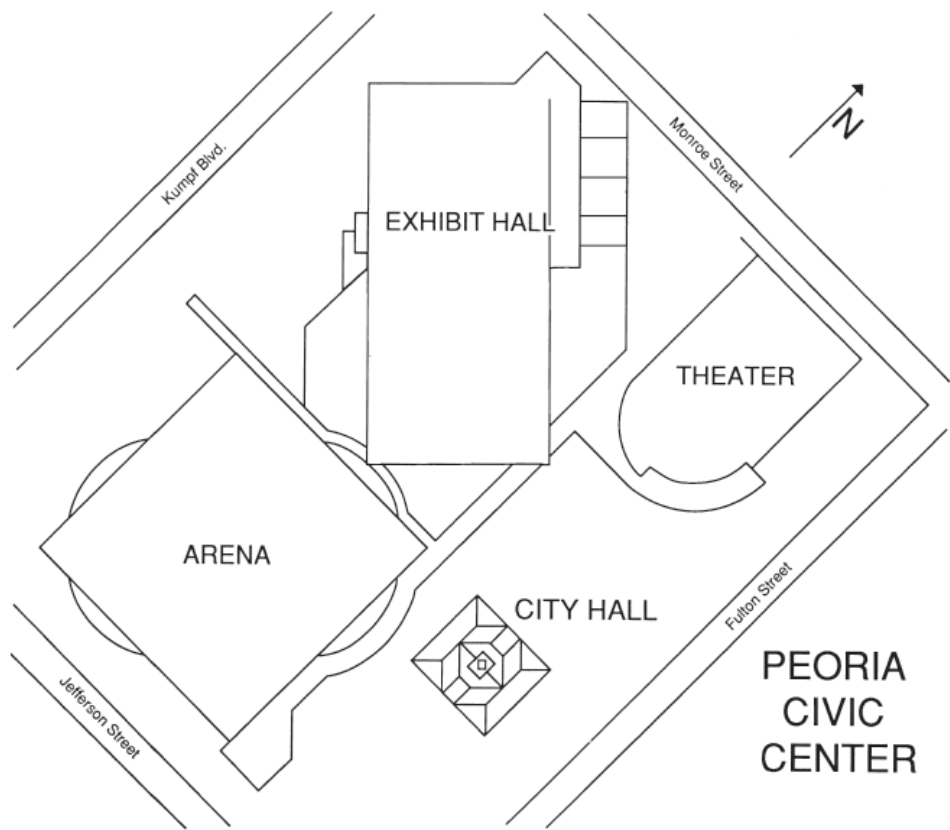 Kumpf Blvd.
Monroe Street
N
EXHIBIT HALL
THEATER
ARENA
CITY HALL
Fulton Street
Jefferson Street
PEORIA
CIVIC
CENTER